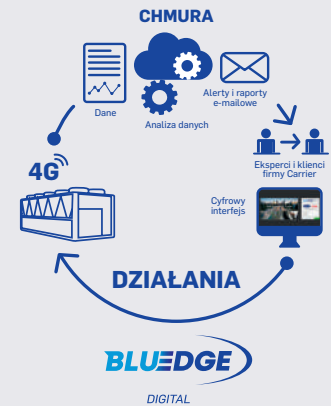 CHMURA
Dane
Analiza danych
Alerty i raporty
e-mailowe
Eksperci i klienci
firmy Carrier
4G
Cyfrowy
interfejs
DZIAŁANIA
BLUEDGE
DIGITAL